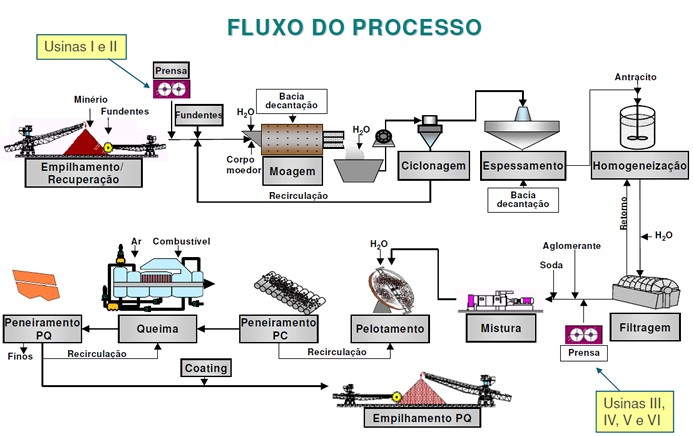 FLUXO DO PROCESSO
Usinas I e II
Prensa
Minério
Fundentes
Fundentes
H2O
Bacia
decantação
H2O
Antracito
Empilhamento/
Recuperação
Corpo
moedor
Moagem
Recirculação
Ciclonagem
Espessamento
Bacia
decantação
Homogeneização
Retorno
H2O
Ar
Combustível
H2O
Aglomerante
Soda
Peneiramento
PQ
Queima
Peneiramento
PC
Pelotamento
Mistura
Filtragem
Finos
Recirculação
Recirculação
Prensa
Coating
Empilhamento PQ
Usinas III,
IV, V e VI